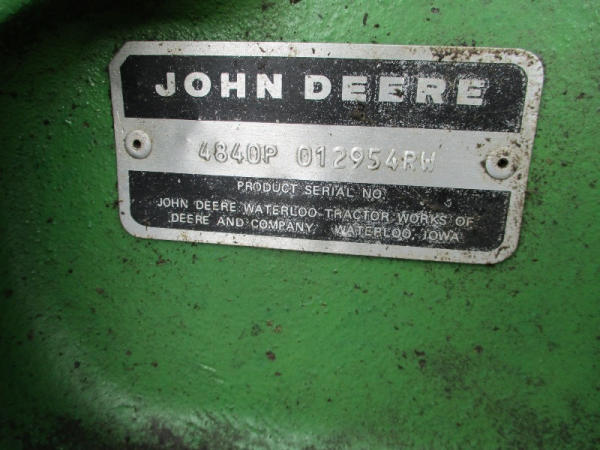 JOHN DEERE
4840P 012954RW
PRODUCT SERIAL NO.
JOHN DEERE WATERLOO TRACTOR WORKS OF
DEERE AND COMPANY WATERLOO, IOWA